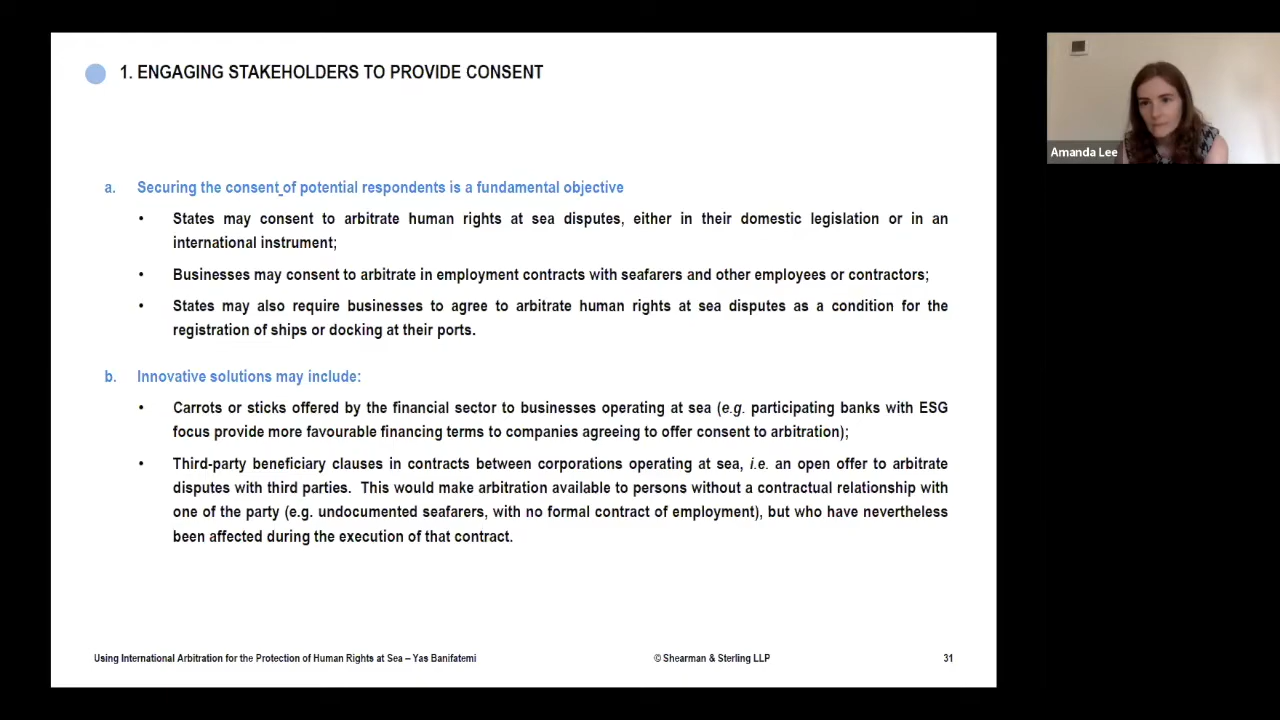 1. ENGAGING STAKEHOLDERS TO PROVIDE CONSENT
a. Securing the consent of potential respondents is a fundamental objective
• States may consent to arbitrate human rights at sea disputes, either in their domestic legislation or in an
international instrument;
• Businesses may consent to arbitrate in employment contracts with seafarers and other employees or contractors;
• States may also require businesses to agree to arbitrate human rights at sea disputes as a condition for the
registration of ships or docking at their ports.
b. Innovative solutions may include:
• Carrots or sticks offered by the financial sector to businesses operating at sea (e.g. participating banks with ESG
focus provide more favourable financing terms to companies agreeing to offer consent to arbitration);
• Third-party beneficiary clauses in contracts between corporations operating at sea, i.e. an open offer to arbitrate
disputes with third parties. This would make arbitration available to persons without a contractual relationship with
one of the party (e.g. undocumented seafarers, with no formal contract of employment), but who have nevertheless
been affected during the execution of that contract.
Using International Arbitration for the Protection of Human Rights at Sea – Yas Banifatemi
© Shearman & Sterling LLP
31
Amanda Lee